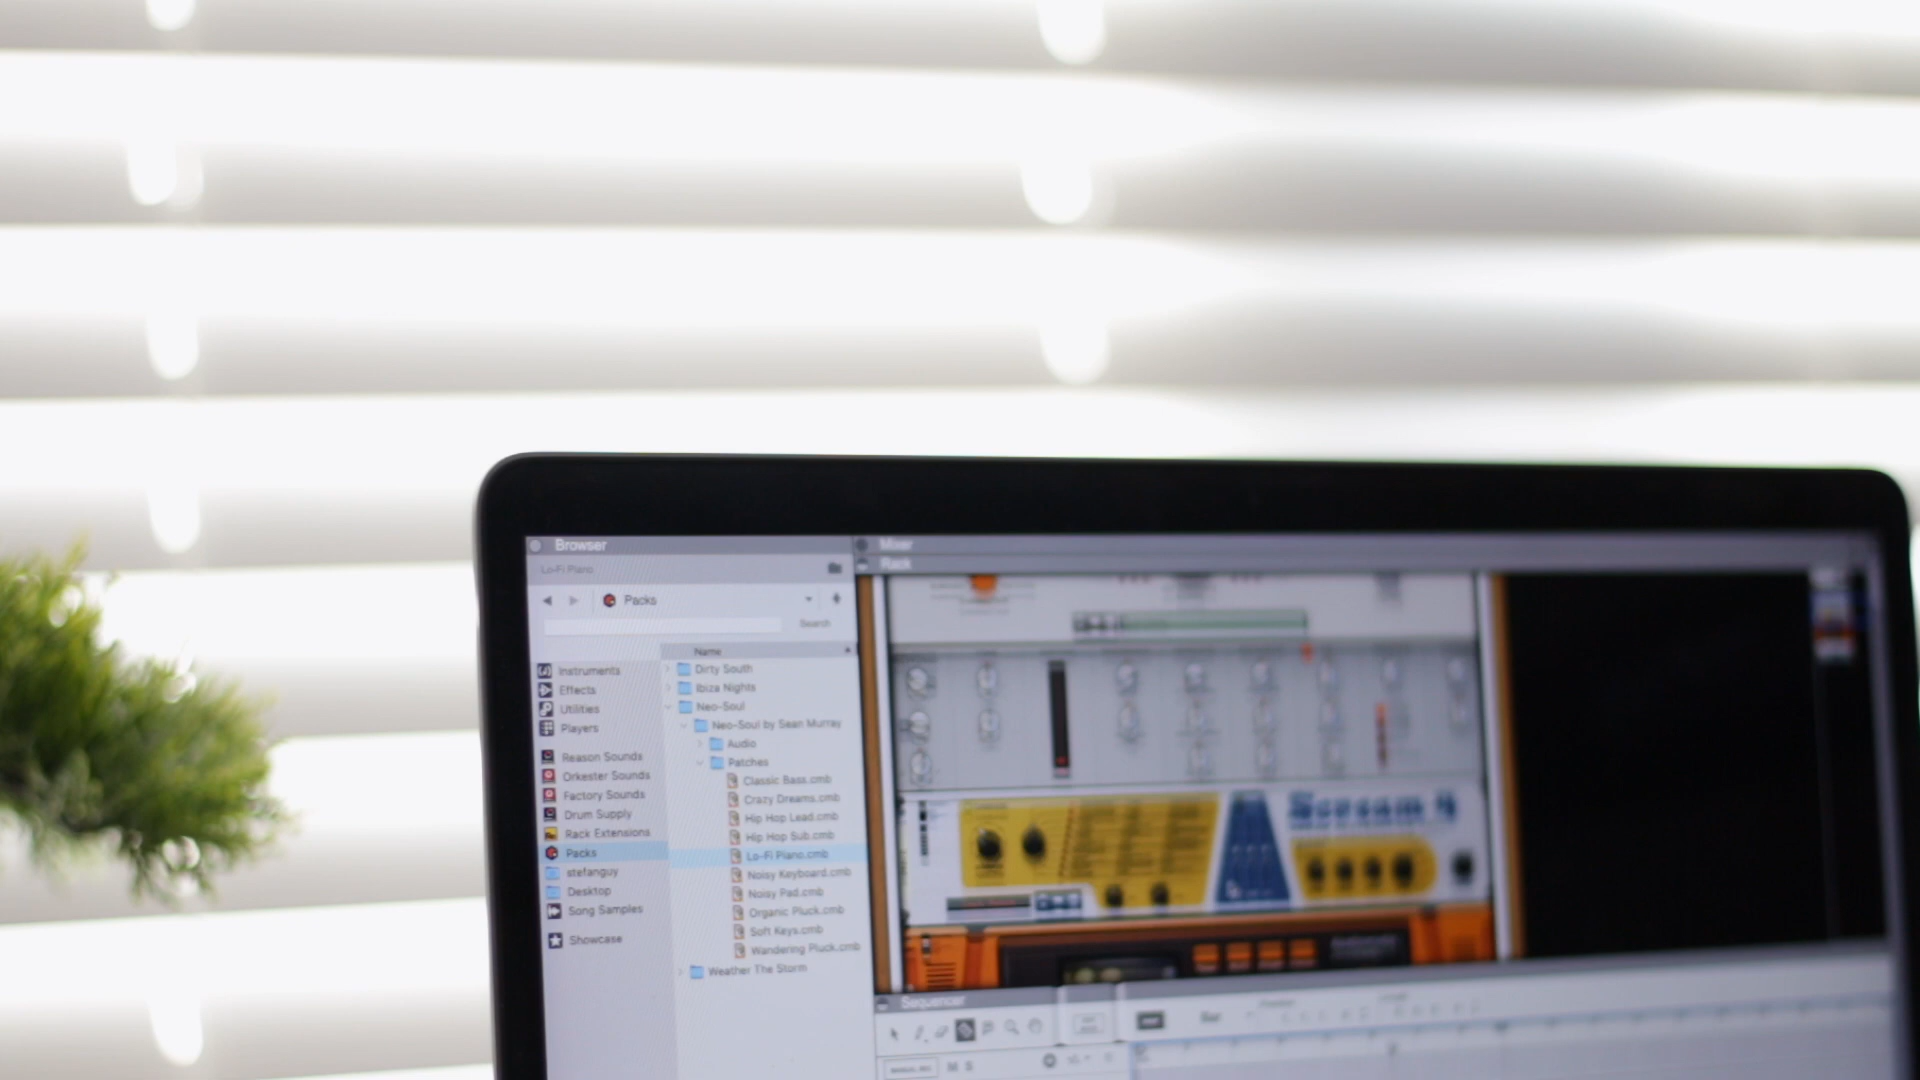 Browser
Lo-Fi Piano
Packs
Search
Name
Instruments
Effects
Utilities
Players
Reason Sounds
Orkester Sounds
Factory Sounds
Drum Supply
Rack Extensions
Packs
stefanguy
Desktop
Song Samples
Showcase
Dirty South
Ibiza Nights
Neo-Soul
Neo-Soul by Sean Murray
Audio
Patches
Classic Bass.cmb
Crazy Dreams.cmb
Hip Hop Lead.cmb
Hip Hop Sub.cmb
Lo-Fi Piano.cmb
Noisy Keyboard.cmb
Noisy Pad.cmb
Organic Pluck.cmb
Soft Keys.cmb
Wandering Pluck.cmb
Weather The Storm
Mixer
Rack
Scream 4
Sequencer
M S
Bar